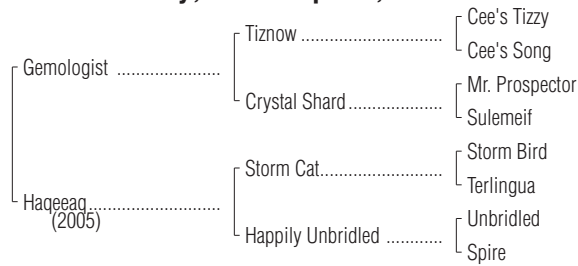 Cee's Tizzy
Tiznow
Cee's Song
Gemologist
Mr. Prospector
Crystal Shard
Sulemeif
Storm Bird
Storm Cat
Terlingua
Haqeeaq
(2005)
Unbridled
Happily Unbridled
Spire